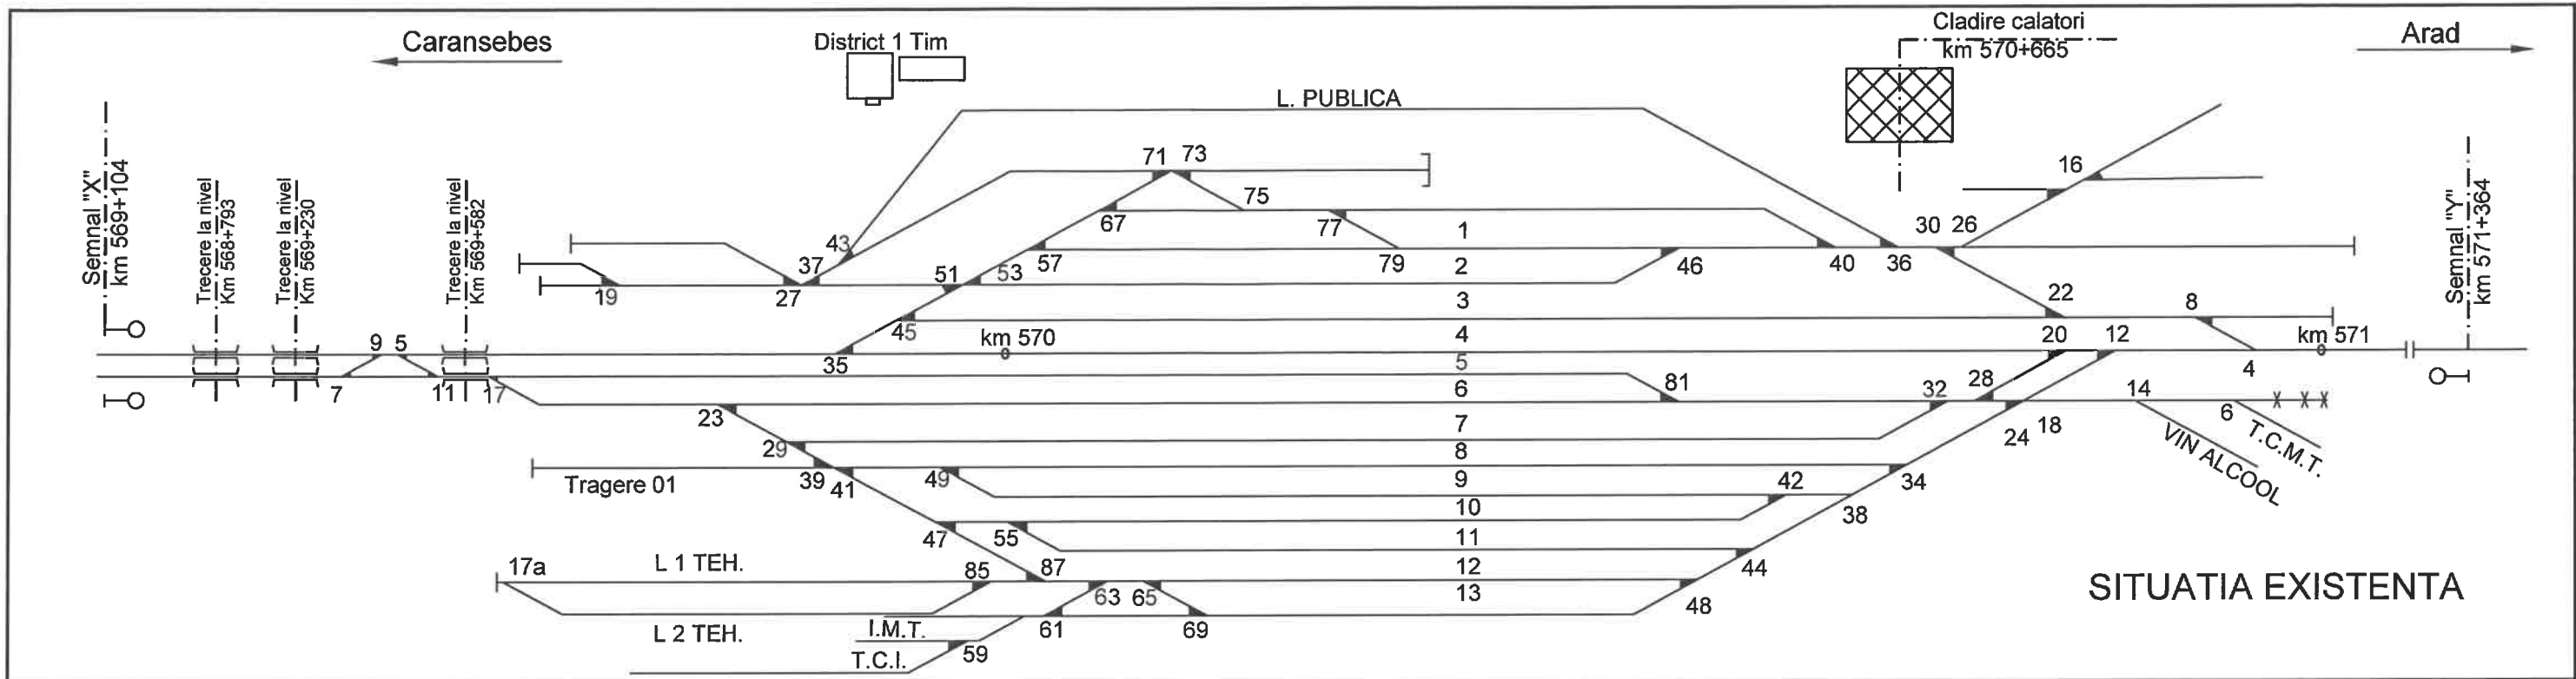 Caransebes
District 1 Tim
Cladire calatori
km 570+665
Arad
L. PUBLICA
Semnal "X"
km 569+104
Trecere la nivel
Km 568+793
Trecere la nivel
Km 569+230
Trecere la nivel
Km 569+582
Semnal "Y"
km 571+364
71 73
16
75
67
77
1
30 26
43
37
51
53
57
79
2
46
40
36
19
27
3
22
8
45
km 570
4
20
12
km 571
9 5
35
5
4
7
11
17
6
81
32
28
14
6
23
7
24
18
T.C.M.T.
VIN ALCOOL
29
8
Tragere 01
39
41
49
9
42
34
10
38
47
55
11
17a
L 1 TEH.
85
87
12
44
SITUATIA EXISTENTA
63
65
13
48
L 2 TEH.
I.M.T.
61
69
T.C.I.
59